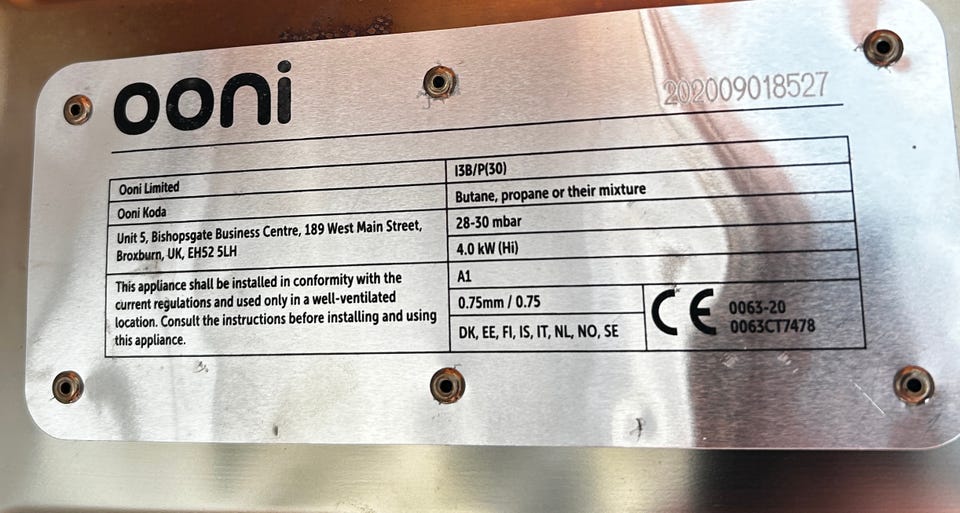 ooni
202009018527
Ooni Limited
Ooni Koda
Unit 5, Bishopsgate Business Centre, 189 West Main Street,
Broxburn, UK, EH52 5LH
This appliance shall be installed in conformity with the
current regulations and used only in a well-ventilated
location. Consult the instructions before installing and using
this appliance.
I3B/P(30)
Butane, propane or their mixture
28-30 mbar
4.0 kW (Hi)
A1
0.75mm / 0.75
DK, EE, FI, IS, IT, NL, NO, SE
CE
0063-20
0063CT7478